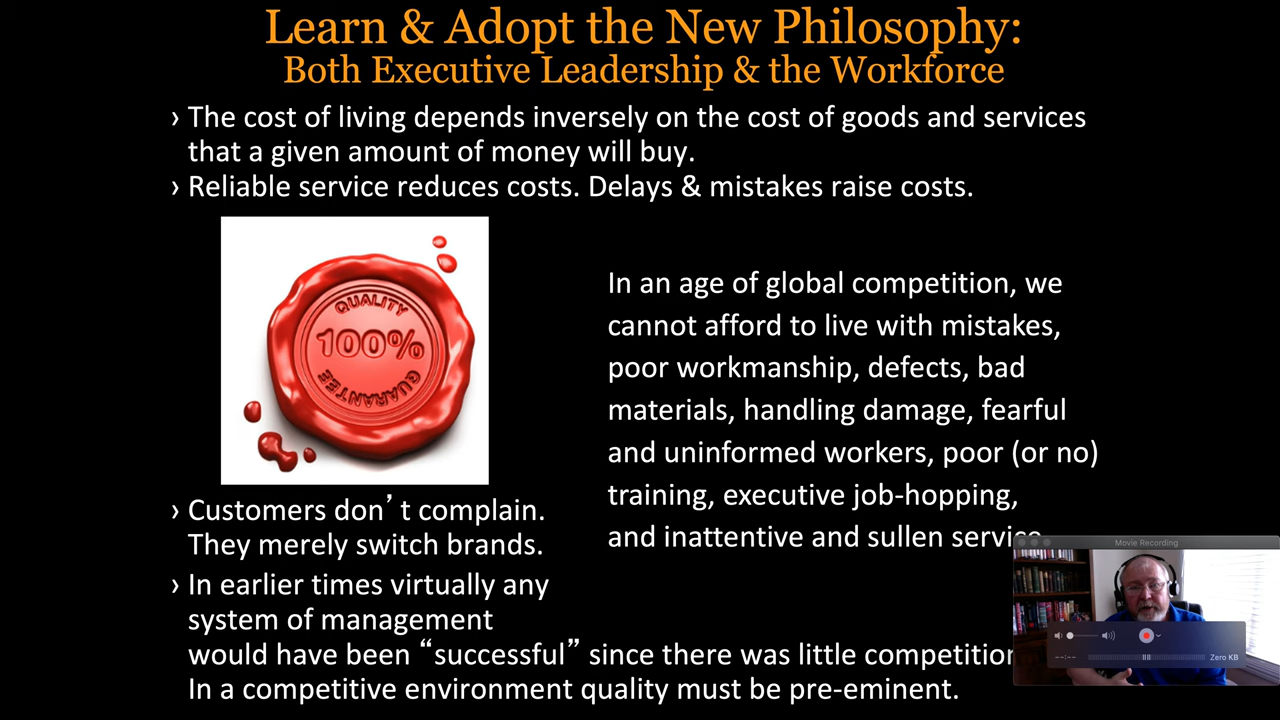 Learn & Adopt the New Philosophy:
Both Executive Leadership & the Workforce
› The cost of living depends inversely on the cost of goods and services
that a given amount of money will buy.
› Reliable service reduces costs. Delays & mistakes raise costs.
QUALITY
100%
GUARANTEE
In an age of global competition, we
cannot afford to live with mistakes,
poor workmanship, defects, bad
materials, handling damage, fearful
and uninformed workers, poor (or no)
training, executive job-hopping,
and inattentive and sullen service
› Customers don’t complain.
They merely switch brands.
› In earlier times virtually any
system of management
would have been “successful” since there was little competition
In a competitive environment quality must be pre-eminent.
Movie Recording
--:--
Zero KB